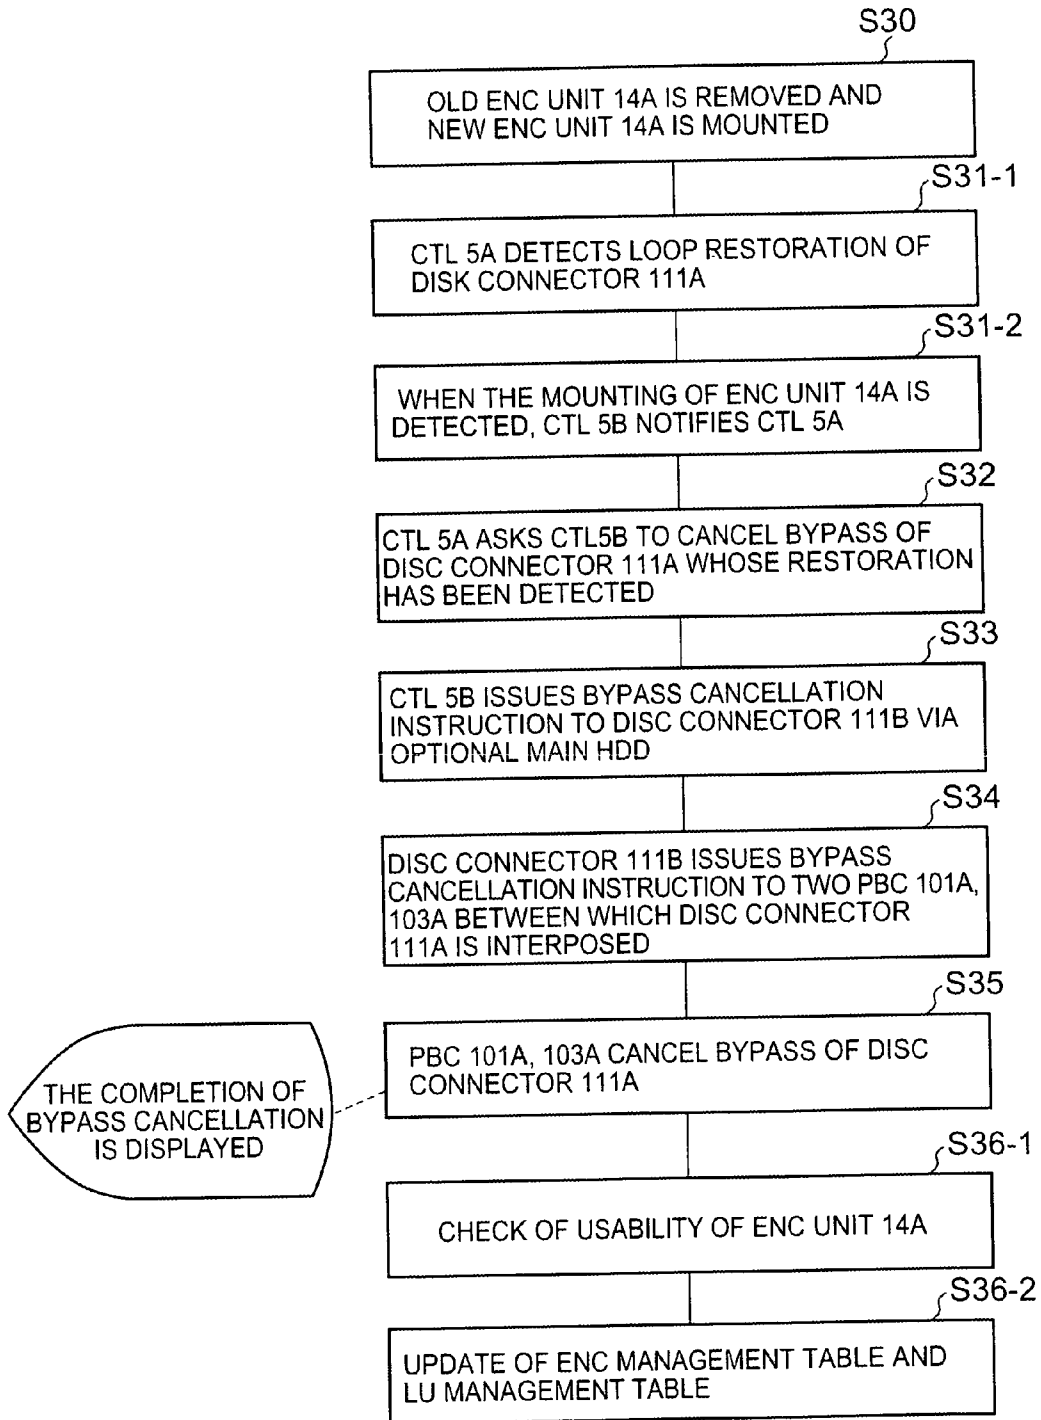 S30
OLD ENC UNIT 14A IS REMOVED AND
NEW ENC UNIT 14A IS MOUNTED
S31-1
CTL 5A DETECTS LOOP RESTORATION OF
DISK CONNECTOR 111A
S31-2
WHEN THE MOUNTING OF ENC UNIT 14A IS
DETECTED, CTL 5B NOTIFIES CTL 5A
S32
CTL 5A ASKS CTL5B TO CANCEL BYPASS OF
DISC CONNECTOR 111A WHOSE RESTORATION
HAS BEEN DETECTED
S33
CTL 5B ISSUES BYPASS CANCELLATION
INSTRUCTION TO DISC CONNECTOR 111B VIA
OPTIONAL MAIN HDD
S34
DISC CONNECTOR 111B ISSUES BYPASS
CANCELLATION INSTRUCTION TO TWO PBC 101A,
103A BETWEEN WHICH DISC CONNECTOR
111A IS INTERPOSED
S35
PBC 101A, 103A CANCEL BYPASS OF DISC
CONNECTOR 111A
THE COMPLETION OF
BYPASS CANCELLATION
IS DISPLAYED
S36-1
CHECK OF USABILITY OF ENC UNIT 14A
S36-2
UPDATE OF ENC MANAGEMENT TABLE AND
LU MANAGEMENT TABLE